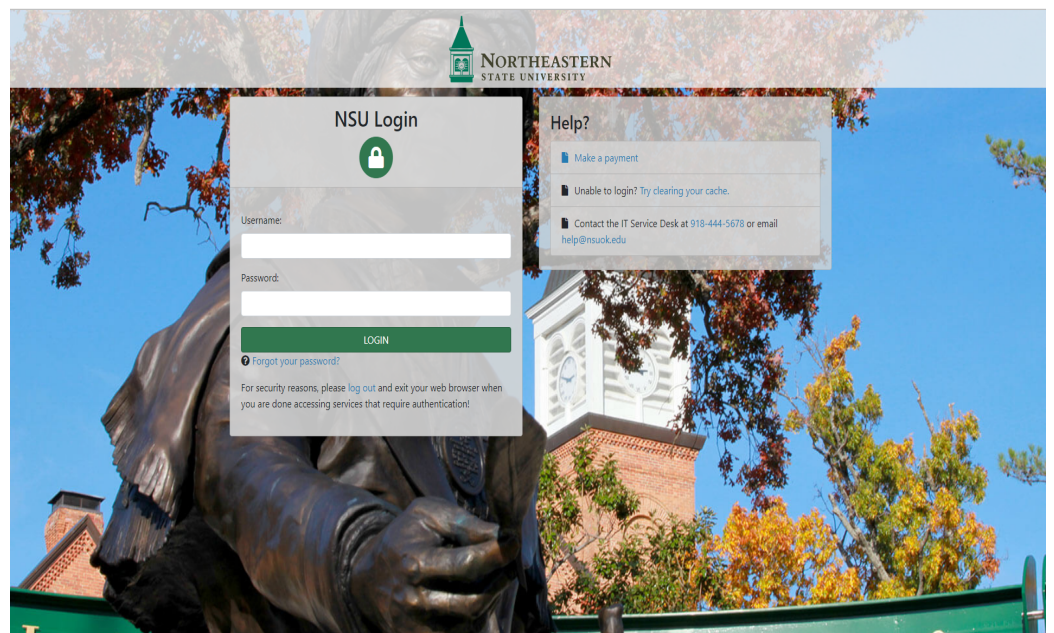 NORTHEASTERN
STATE UNIVERSITY
NSU Login
Username:
Password:
LOGIN
Forgot your password?
For security reasons, please log out and exit your web browser when
you are done accessing services that require authentication!
Help?
Make a payment
Unable to login? Try clearing your cache.
Contact the IT Service Desk at 918-444-5678 or email
help@nsuok.edu